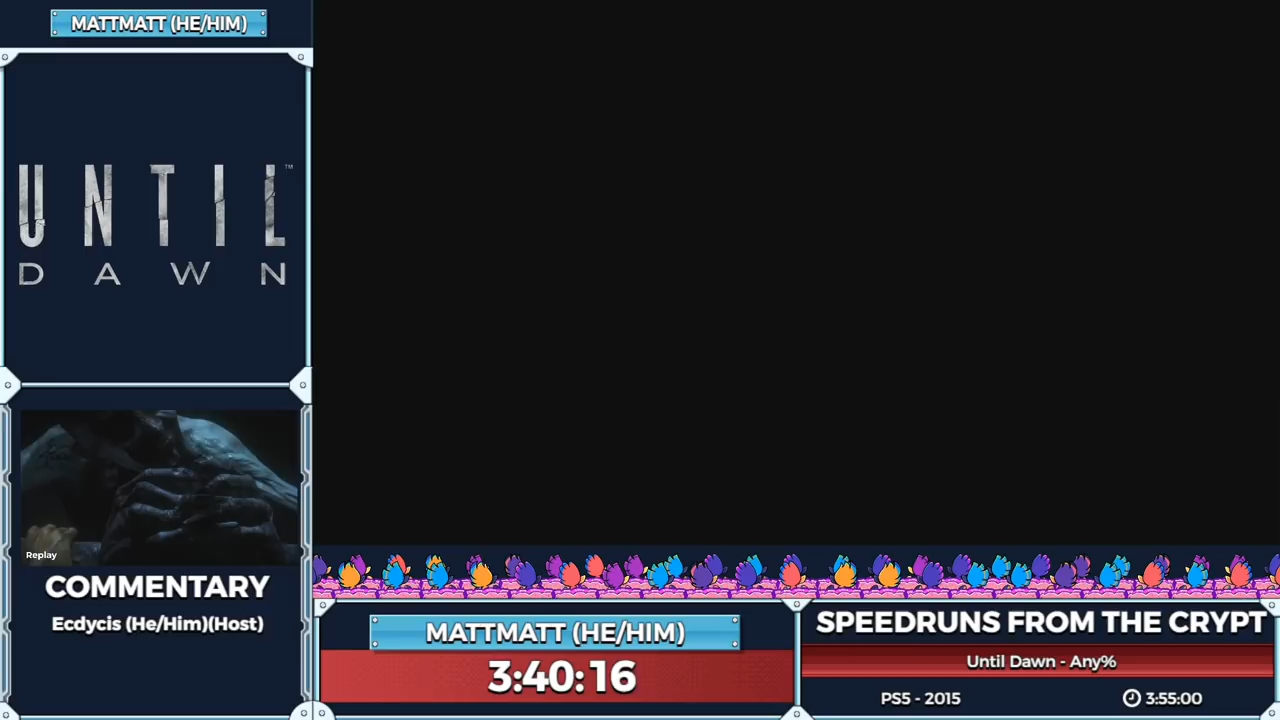 MATTMATT (HE/HIM)
UNTIL™
DAWN
Replay
COMMENTARY
Ecdycis (He/Him)(Host)
MATTMATT (HE/HIM)
3:40:16
SPEEDRUNS FROM THE CRYPT
Until Dawn - Any%
PS5 - 2015
3:55:00